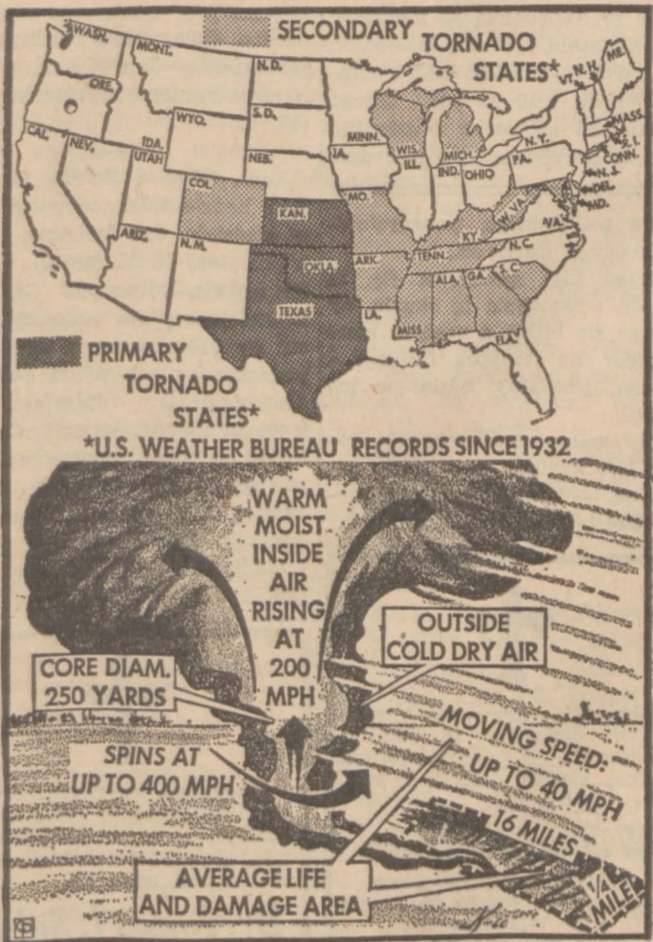 SECONDARY
TORNADO
STATES*
WASH.
MONT.
N.D.
ME.
VT.
N.H.
ORE.
S.D.
MINN.
WIS.
MICH.
N.Y.
MASS.
R.I.
CONN.
CAL.
NEV.
IDA.
WYO.
NEB.
IA.
ILL.
IND.
OHIO
PA.
N.J.
DEL.
MD.
UTAH
COL.
KAN.
MO.
KY.
W.VA.
VA.
ARIZ.
N.M.
OKLA.
ARK.
TENN.
N.C.
TEXAS
LA.
MISS.
ALA.
GA.
S.C.
FLA.
PRIMARY
TORNADO
STATES*
*U.S. WEATHER BUREAU RECORDS SINCE 1932
WARM
MOIST
INSIDE
AIR
RISING
AT
200
MPH
OUTSIDE
COLD DRY AIR
CORE DIAM.
250 YARDS
SPINS AT
UP TO 400 MPH
MOVING SPEED:
UP TO 40 MPH
16 MILES
1/4
MILE
AVERAGE LIFE
AND DAMAGE AREA